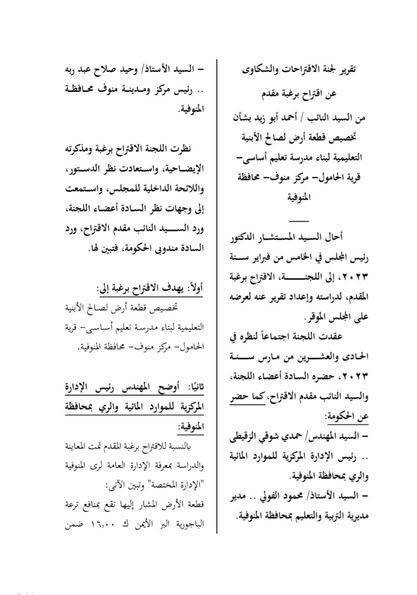 تقرير لجنة الاقتراحات والشكاوى
عن اقتراح برغبة مقدم
من السيد النائب / أحمد أبو زيد بشأن
تخصيص قطعة أرض لصالح الأبنية
التعليمية لبناء مدرسة تعليم أساسى–
قرية الحامول– مركز منوف– محافظة
المنوفية
أحال السيد المستشار الدكتور
رئيس المجلس في الخامس من فبراير سنة
٢٠٢٣، إلى اللجنة، الاقتراح برغبة
المقدم، لدراسته وإعداد تقرير عنه لعرضه
على المجلس الموقر.
عقدت اللجنة اجتماعاً لنظره في
الحادى والعشرين من مارس سنة
٢٠٢٣، حضره السادة أعضاء اللجنة،
والسيد النائب مقدم الاقتراح، كما حضر
عن الحكومة:
– السيد المهندس/ حمدي شوقي الزقيطى
.. رئيس الإدارة المركزية للموارد المائية
والري بمحافظة المنوفية.
– السيد الأستاذ/ محمود الفولي .. مدير
مديرية التربية والتعليم بمحافظة المنوفية.
– السيد الأستاذ/ وحيد صلاح عبد ربه
.. رئيس مركز ومدينة منوف محافظة
المنوفية.
نظرت اللجنة الاقتراح برغبة ومذكرته
الإيضاحية، واستعادت نظر الدستور،
واللائحة الداخلية للمجلس، واستمعت
إلى وجهات نظر السادة أعضاء اللجنة،
ورد السيد النائب مقدم الاقتراح، ورد
السادة مندوبى الحكومة، فتبين لها.
أولاً: يهدف الاقتراح برغبة إلى:
تخصيص قطعة أرض لصالح الأبنية
التعليمية لبناء مدرسة تعليم أساسى– قرية
الحامول– مركز منوف– محافظة المنوفية.
ثانيًا: أوضح المهندس رئيس الإدارة
المركزية للموارد المائية والري بمحافظة
المنوفية:
بالنسبة للاقتراح برغبة المقدم تمت المعاينة
والدراسة بمعرفة الإدارة العامة لرى المنوفية
"الإدارة المختصة" وتبين الآتى:
قطعة الأرض المشار إليها تقع بمنافع ترعة
الباجورية البر الأيمن ك ١٦,٠٠ ضمن